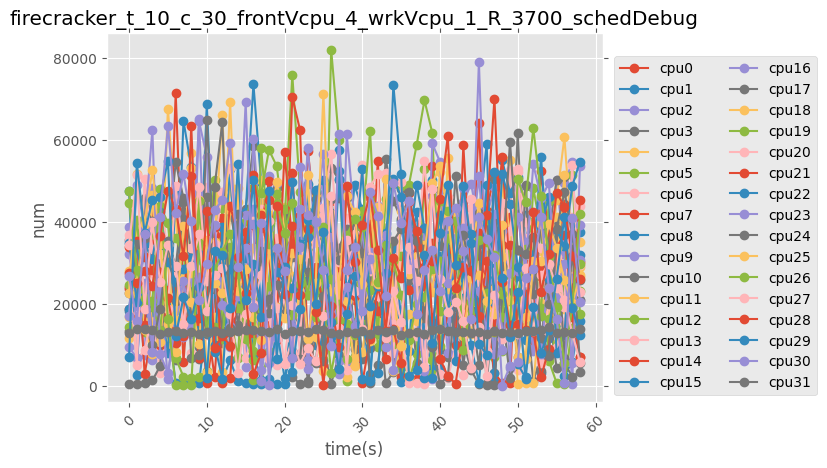 firecracker_t_10_c_30_frontVcpu_4_wrkVcpu_1_R_3700_schedDebug
80000
60000
40000
20000
0
num
0
10
20
30
40
50
60
time(s)
cpu0
cpu1
cpu2
cpu3
cpu4
cpu5
cpu6
cpu7
cpu8
cpu9
cpu10
cpu11
cpu12
cpu13
cpu14
cpu15
cpu16
cpu17
cpu18
cpu19
cpu20
cpu21
cpu22
cpu23
cpu24
cpu25
cpu26
cpu27
cpu28
cpu29
cpu30
cpu31